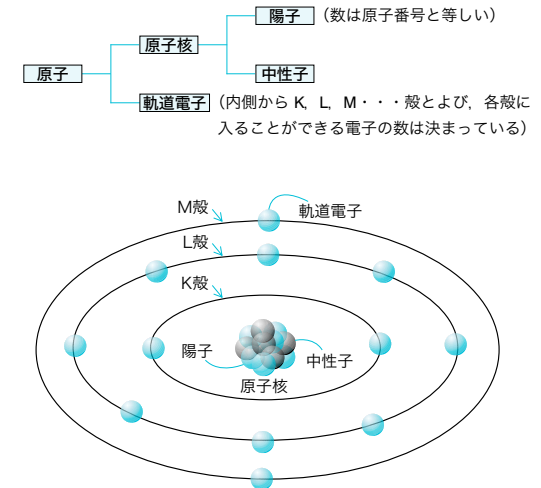 陽子（数は原子番号と等しい）
原子核
原子
中性子
軌道電子（内側から K，L，M・・・殻とよび，各殻に
入ることができる電子の数は決まっている）
M殻
軌道電子
L殻
K殻
陽子
中性子
原子核